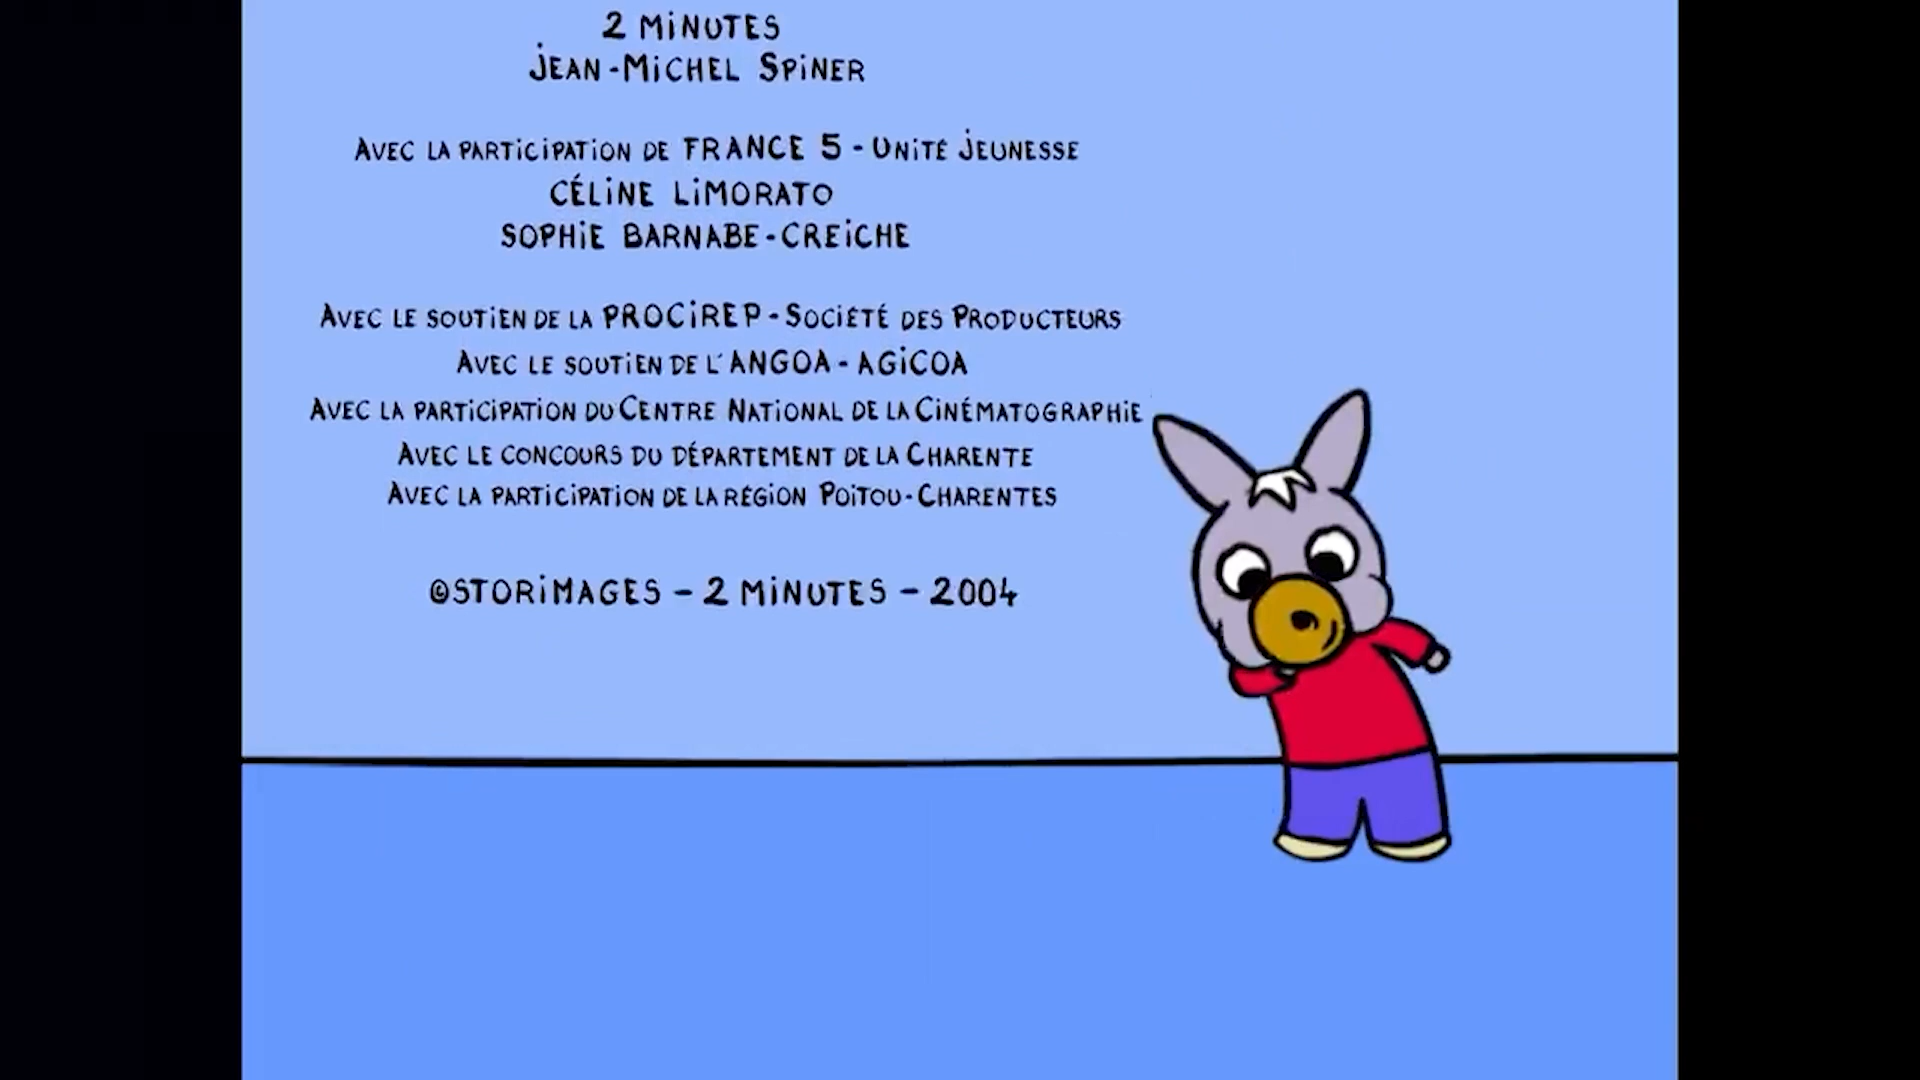 2 MiNUTES
JEAN-MiCHEL SPiNER
AVEC LA PARTiCiPATiON DE FRANCE 5 - UNiTÉ JEUNESSE
CÉLiNE LiMORATO
SOPHiE BARNABE-CREiCHE
AVEC LE SOUTiEN DE LA PROCiREP - SOCiÉTÉ DES PRODUCTEURS
AVEC LE SOUTiEN DE L'ANGOA - AGiCOA
AVEC LA PARTiCiPATiON DU CENTRE NATiONAL DE LA CiNÉMATOGRAPHiE
AVEC LE CONCOURS DU DÉPARTEMENT DE LA CHARENTE
AVEC LA PARTiCiPATiON DE LA RÉGiON POiTOU-CHARENTES
©STORiMAGES - 2 MiNUTES - 2004